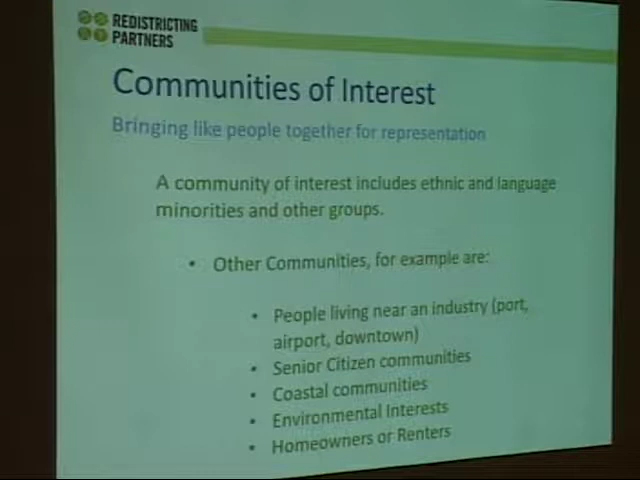 REDISTRICTING
PARTNERS
Communities of Interest
Bringing like people together for representation
A community of interest includes ethnic and language
minorities and other groups.
• Other Communities, for example are:
• People living near an industry (port,
airport, downtown)
• Senior Citizen communities
• Coastal communities
• Environmental Interests
• Homeowners or Renters